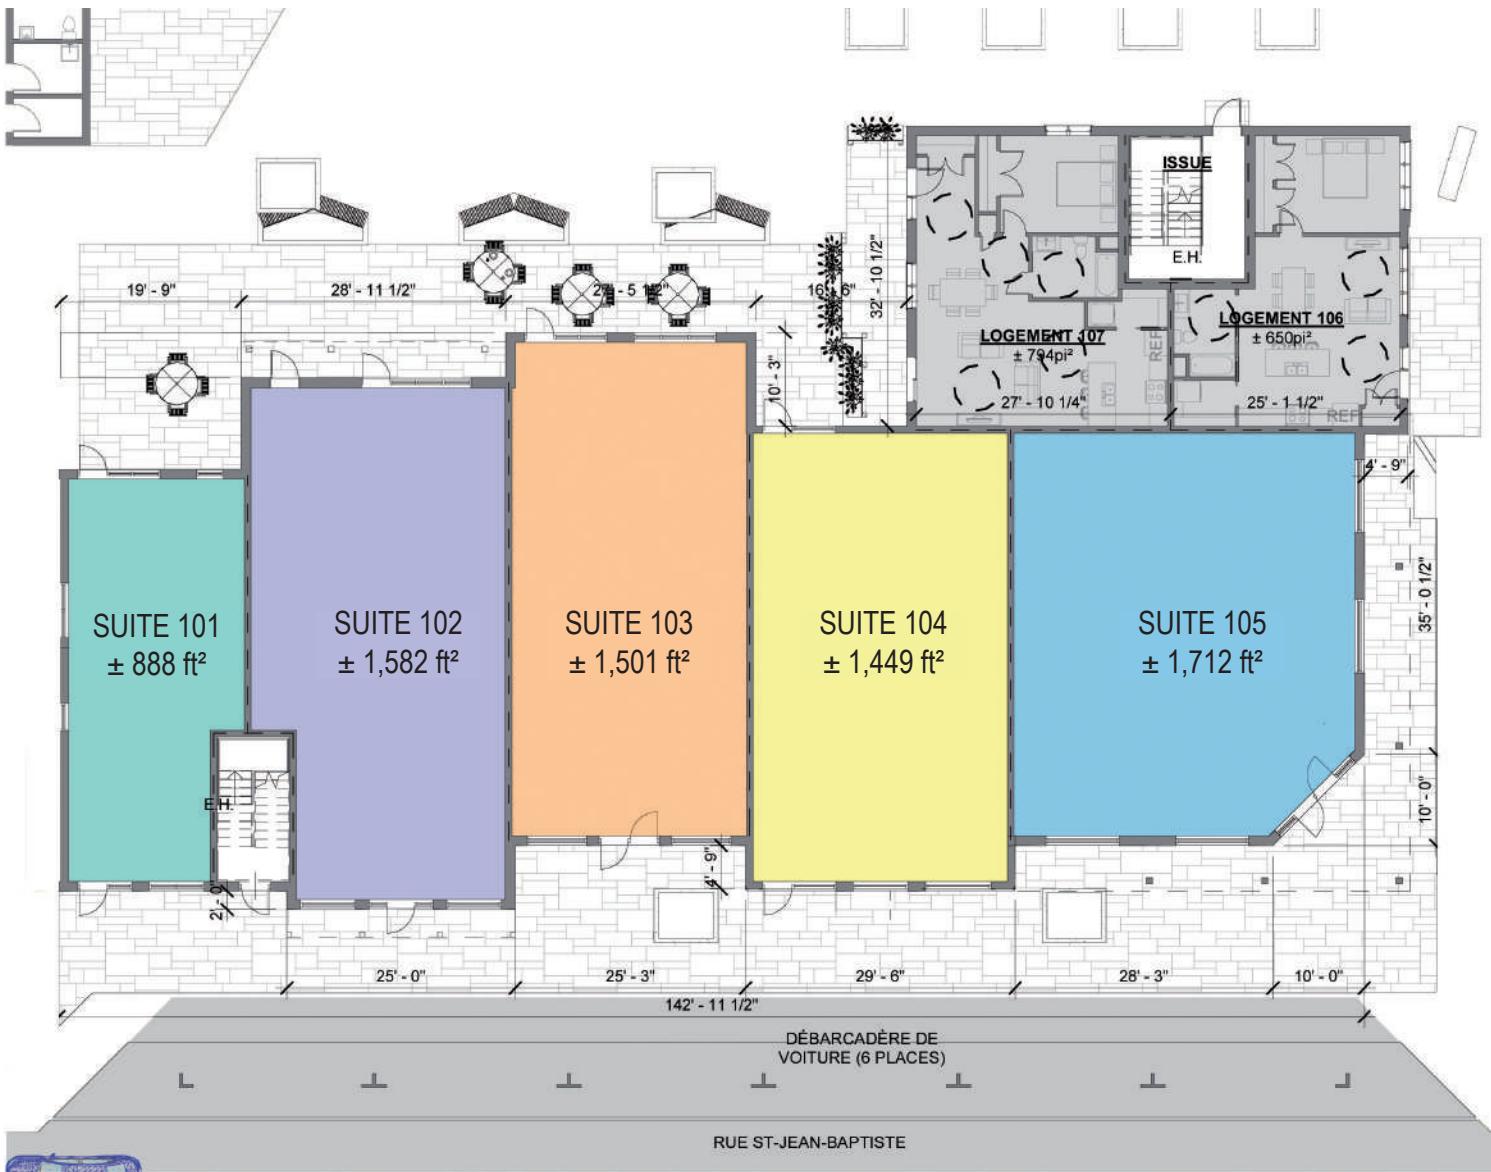 ISSUE
E.H.
19' - 9"
28' - 11 1/2"
32' - 10 1/2"
LOGEMENT 107
± 794pi²
REF
LOGEMENT 106
± 650pi²
10' - 3"
27' - 10 1/4"
25' - 1 1/2"
REF
4' - 9"
35' - 0 1/2"
SUITE 101
± 888 ft²
SUITE 102
± 1,582 ft²
SUITE 103
± 1,501 ft²
SUITE 104
± 1,449 ft²
SUITE 105
± 1,712 ft²
E.H.
10' - 0"
4' - 9"
2' - 0"
25' - 0"
25' - 3"
29' - 6"
28' - 3"
10' - 0"
142' - 11 1/2"
DÉBARCADÈRE DE
VOITURE (6 PLACES)
RUE ST-JEAN-BAPTISTE